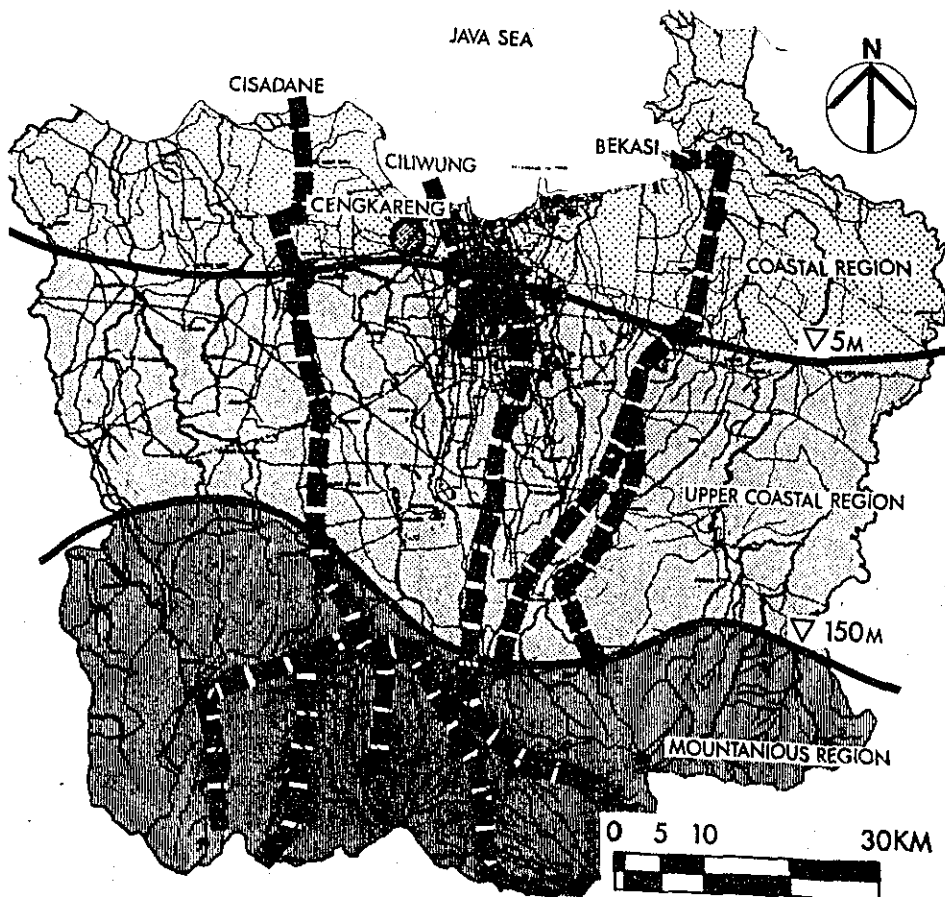 JAVA SEA
N
CISADANE
CILIWUNG
BEKASI
CENGKARENG
COASTAL REGION
▽5M
UPPER COASTAL REGION
▽ 150M
MOUNTANIOUS REGION
0 5 10 30KM